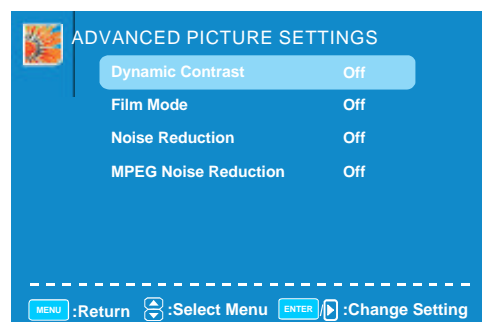 ADVANCED PICTURE SETTINGS
Dynamic Contrast Off
Film Mode Off
Noise Reduction Off
MPEG Noise Reduction Off
MENU :Return :Select Menu ENTER / :Change Setting